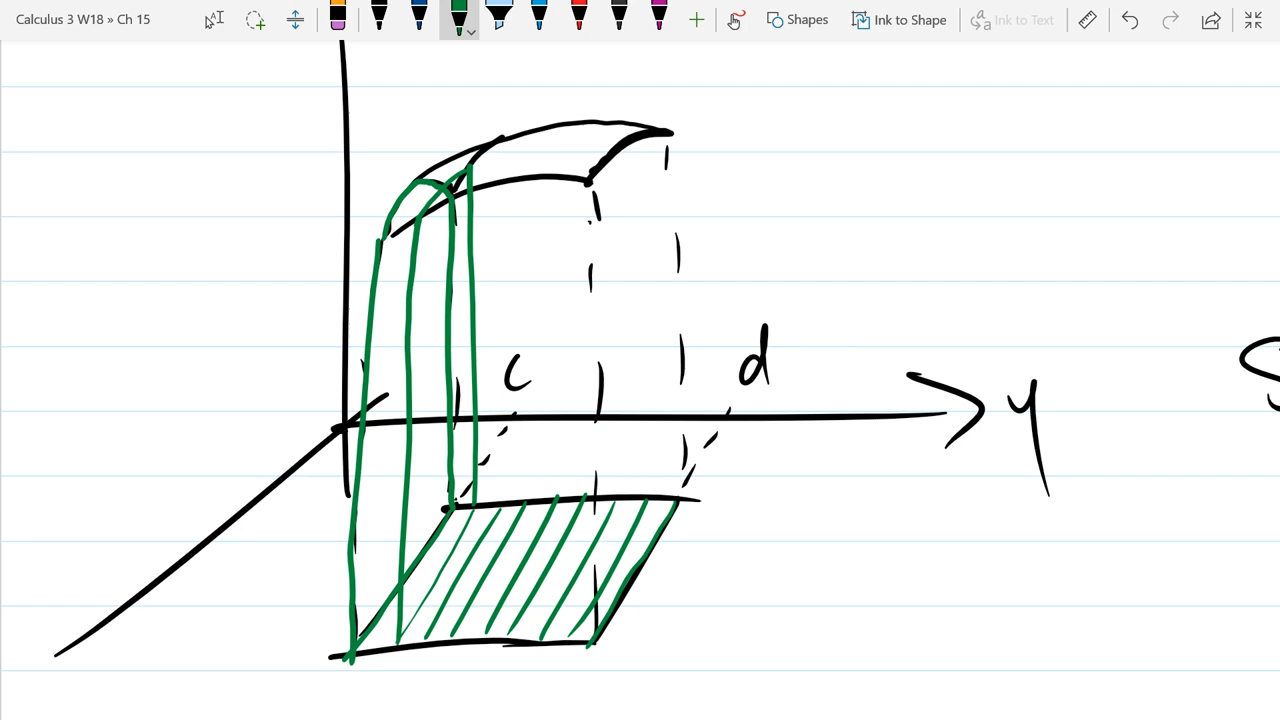 Calculus 3 W18 » Ch 15
Shapes
Ink to Shape
Ink to Text
c
d
y